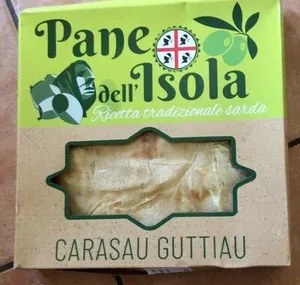 Pane
dell'Isola
Ricetta tradizionale sarda
CARASAU GUTTIAU